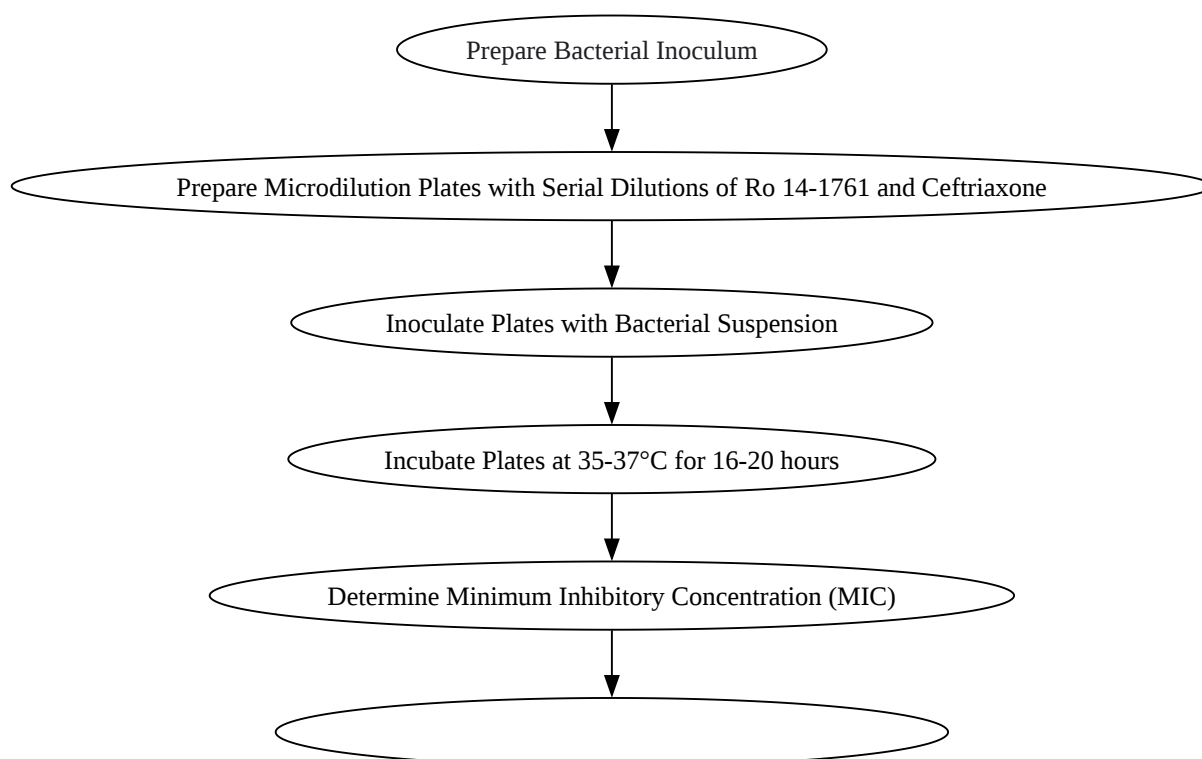 Prepare Bacterial Inoculum
Prepare Microdilution Plates with Serial Dilutions of Ro 14-1761 and Ceftriaxone
Inoculate Plates with Bacterial Suspension
Incubate Plates at 35-37°C for 16-20 hours
Determine Minimum Inhibitory Concentration (MIC)